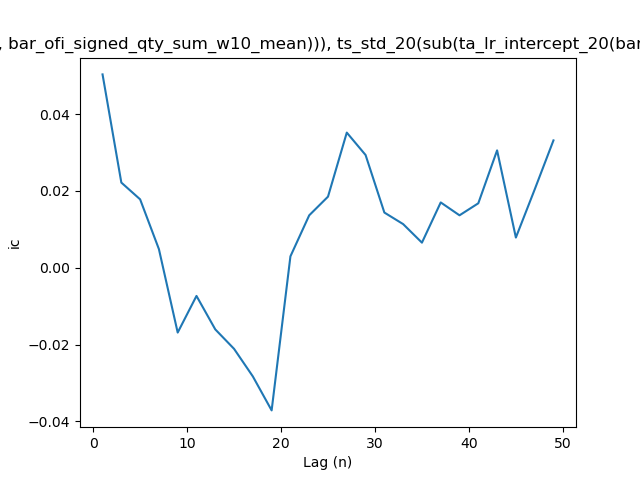 , bar_ofi_signed_qty_sum_w10_mean))), ts_std_20(sub(ta_lr_intercept_20(bar
0.04
0.02
0.00
−0.02
−0.04
ic
0 10 20 30 40 50
Lag (n)